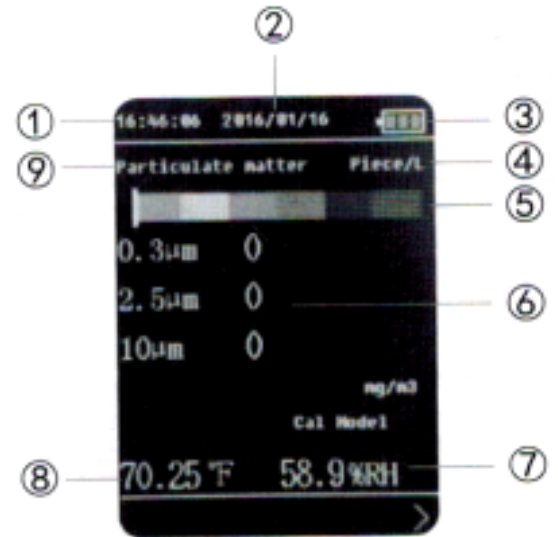 ②
① 16:46:06 2016/01/16 ③
⑨ Particulate matter Piece/L ④
⑤
0.3μm 0
2.5μm 0 ⑥
10μm 0
mg/m3
Cal Model
⑧ 70.25℉ 58.9%RH ⑦
>